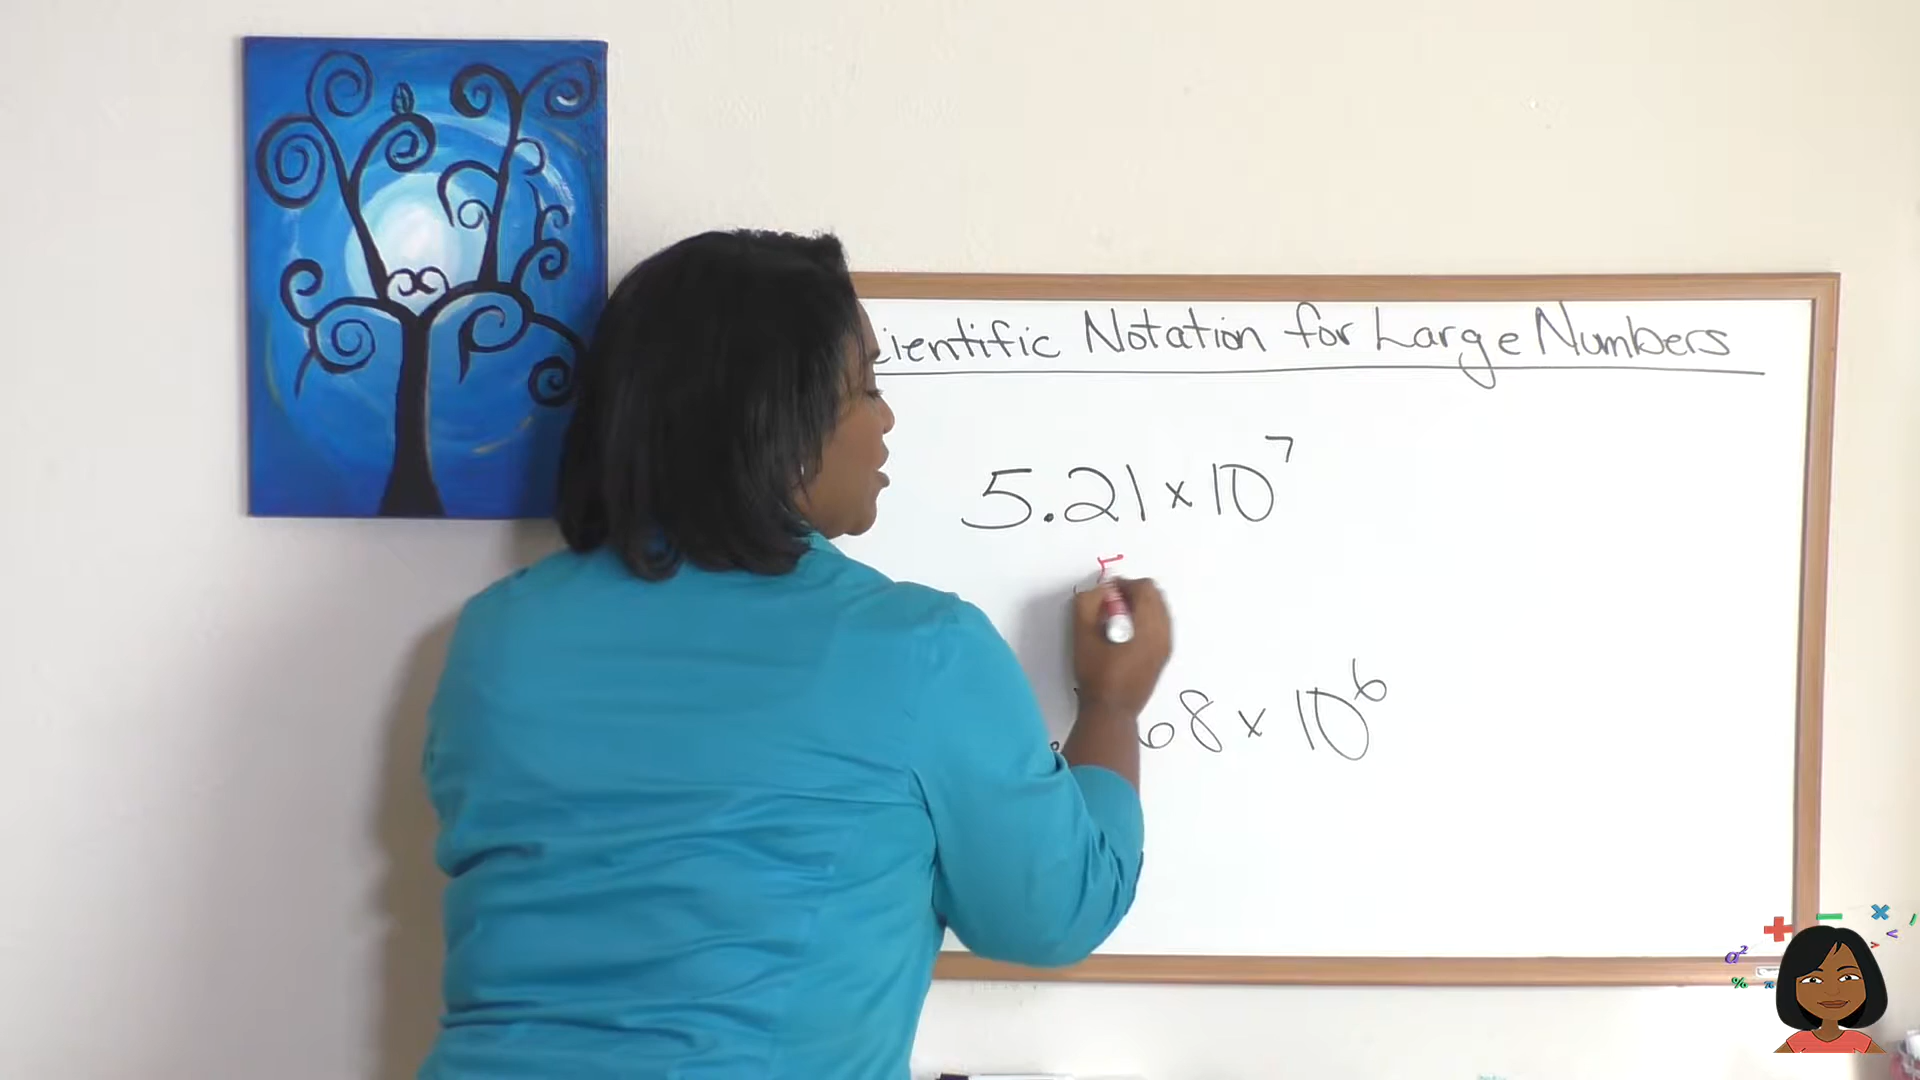 cientific Notation for Large Numbers
5.21 x 10⁷
68 x 10⁶